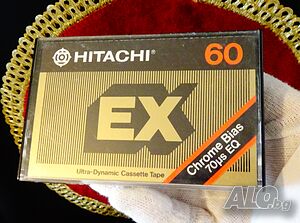 HITACHI® 60
EX
Chrome Bias
70μs EQ
Ultra-Dynamic Cassette Tape
ALO.bg